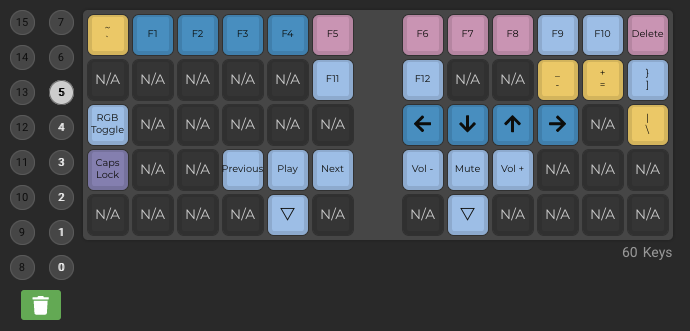 15 7 ~ ` F1 F2 F3 F4 F5 F6 F7 F8 F9 F10 Delete
14 6 N/A N/A N/A N/A N/A F11 F12 N/A N/A _ - + = } ]
13 5
12 4 RGB Toggle N/A N/A N/A N/A N/A ← ↓ ↑ → N/A | \
11 3 Caps Lock N/A N/A Previous Play Next Vol - Mute Vol + N/A N/A N/A
10 2
9 1 N/A N/A N/A N/A ▽ N/A N/A ▽ N/A N/A N/A N/A
8 0
60 Keys